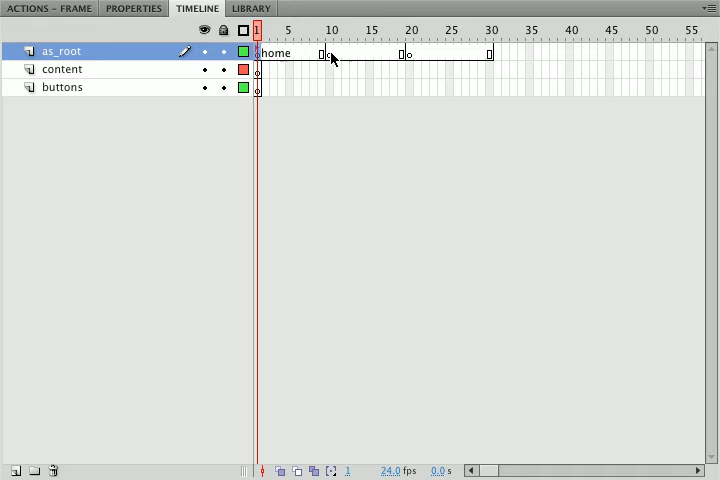 ACTIONS – FRAME PROPERTIES TIMELINE LIBRARY
1 5 10 15 20 25 30 35 40 45 50 55
as_root home
content
buttons
1 24.0 fps 0.0 s